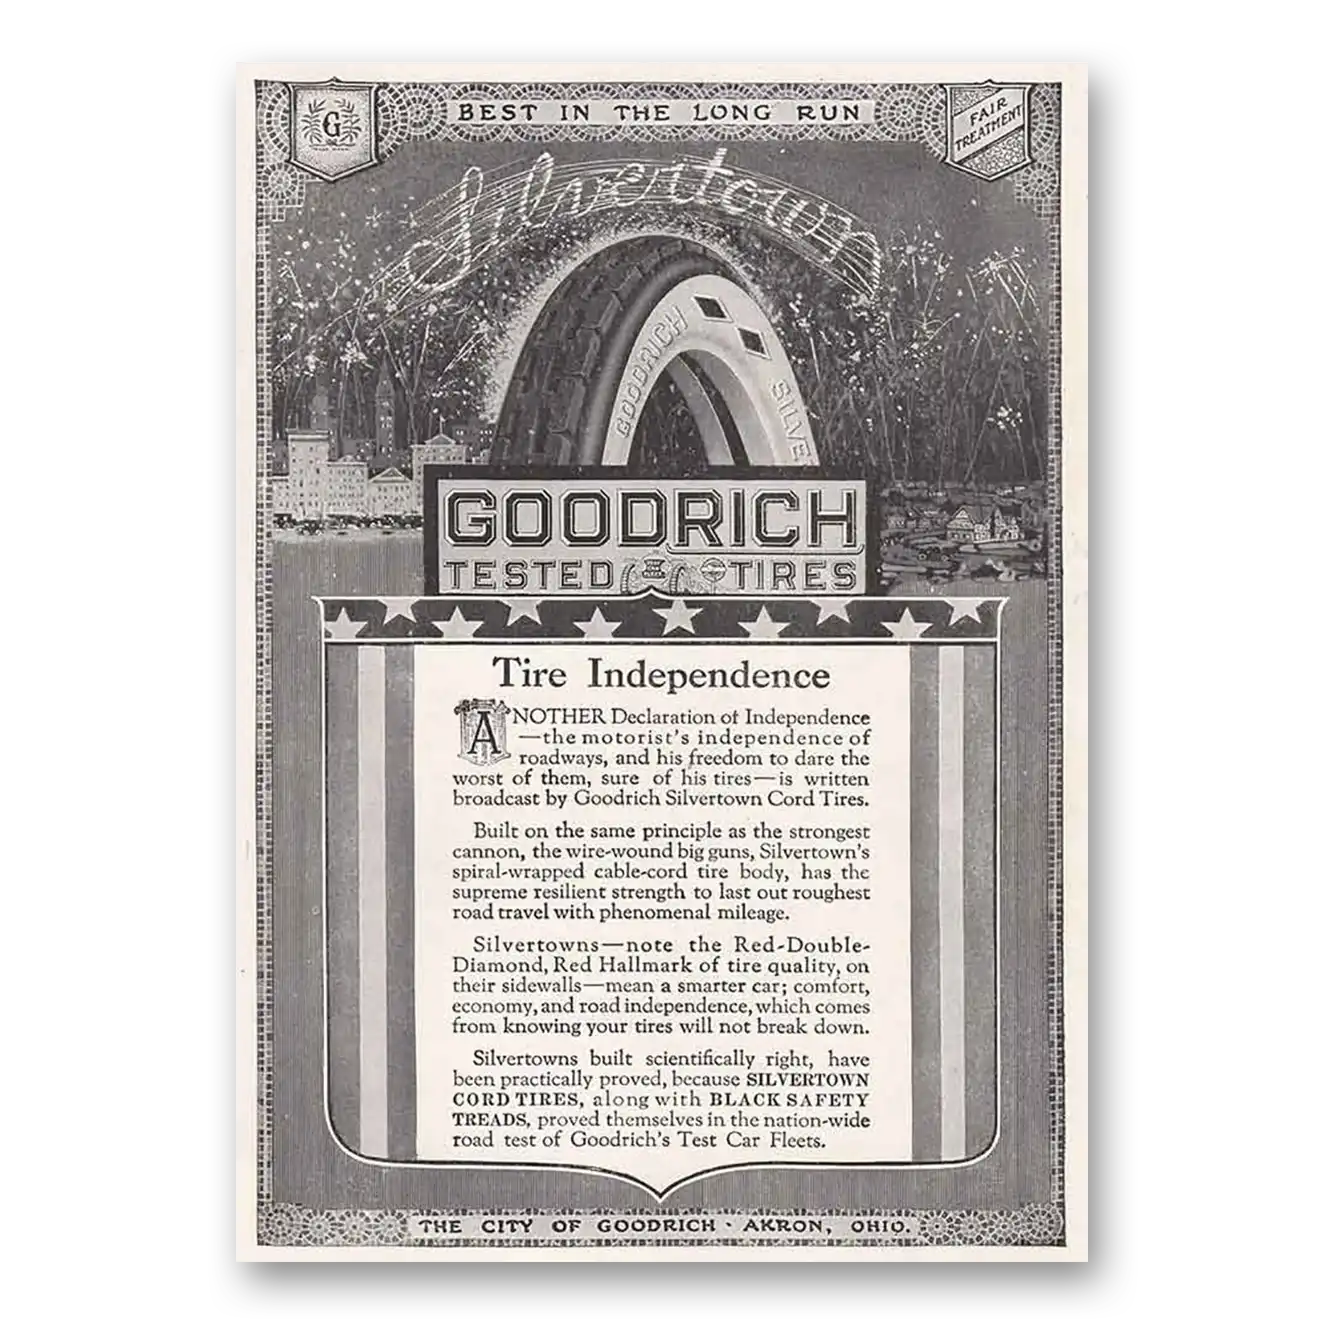 BEST IN THE LONG RUN
G
FAIR
TREATMENT
Silvertown
GOODRICH
SILVE
GOODRICH
TESTED TIRES
Tire Independence
ANOTHER Declaration of Independence
—the motorist's independence of
roadways, and his freedom to dare the
worst of them, sure of his tires—is written
broadcast by Goodrich Silvertown Cord Tires.
Built on the same principle as the strongest
cannon, the wire-wound big guns, Silvertown's
spiral-wrapped cable-cord tire body, has the
supreme resilient strength to last out roughest
road travel with phenomenal mileage.
Silvertowns—note the Red-Double-
Diamond, Red Hallmark of tire quality, on
their sidewalls—mean a smarter car; comfort,
economy, and road independence, which comes
from knowing your tires will not break down.
Silvertowns built scientifically right, have
been practically proved, because SILVERTOWN
CORD TIRES, along with BLACK SAFETY
TREADS, proved themselves in the nation-wide
road test of Goodrich's Test Car Fleets.
THE CITY OF GOODRICH · AKRON, OHIO.